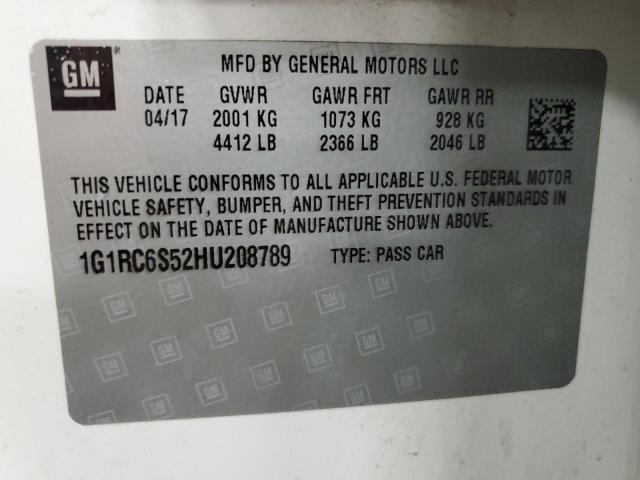 GM
MFD BY GENERAL MOTORS LLC
DATE GVWR GAWR FRT GAWR RR
04/17 2001 KG 1073 KG 928 KG
4412 LB 2366 LB 2046 LB
THIS VEHICLE CONFORMS TO ALL APPLICABLE U.S. FEDERAL MOTOR
VEHICLE SAFETY, BUMPER, AND THEFT PREVENTION STANDARDS IN
EFFECT ON THE DATE OF MANUFACTURE SHOWN ABOVE.
1G1RC6S52HU208789 TYPE: PASS CAR